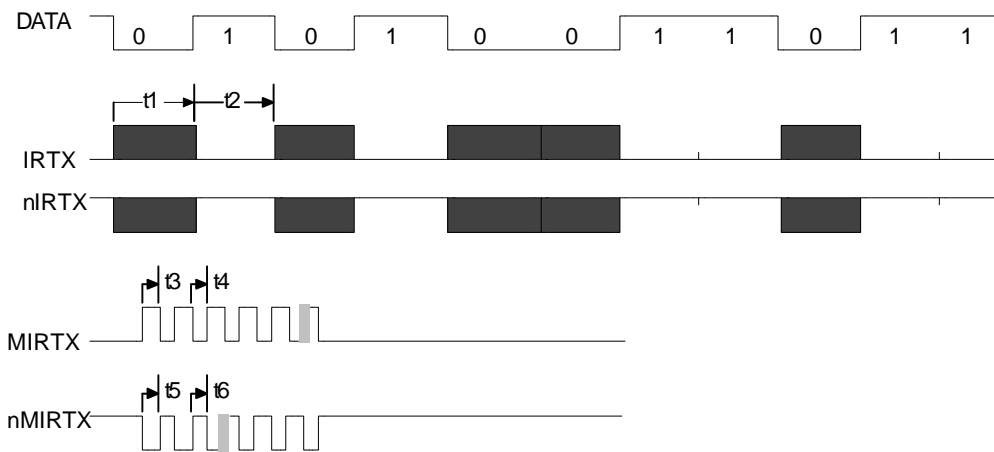 DATA 0 1 0 1 0 0 1 1 0 1 1
t1 t2
IRTX
nIRTX
t3 t4
MIRTX
t5 t6
nMIRTX